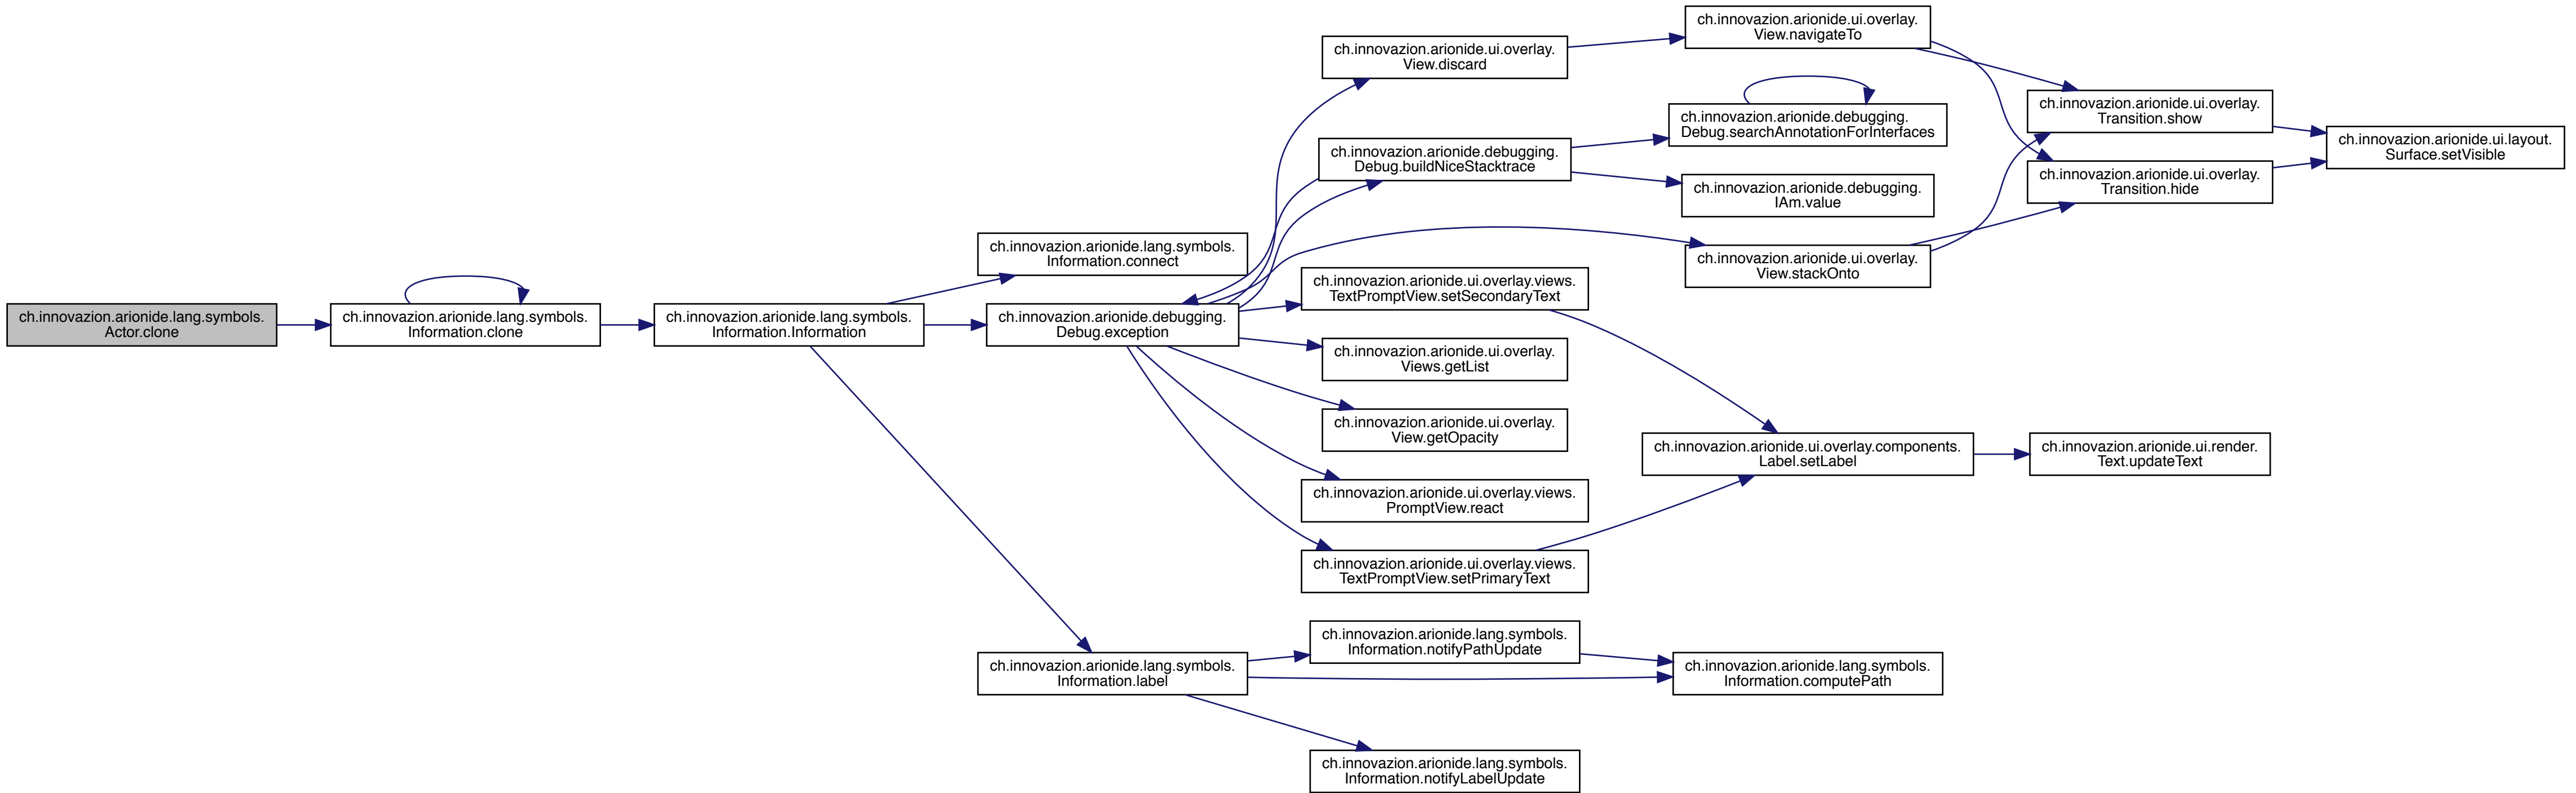 ch.innovazion.arionide.lang.symbols.
Actor.clone
ch.innovazion.arionide.lang.symbols.
Information.clone
ch.innovazion.arionide.lang.symbols.
Information.Information
ch.innovazion.arionide.lang.symbols.
Information.connect
ch.innovazion.arionide.debugging.
Debug.exception
ch.innovazion.arionide.lang.symbols.
Information.label
ch.innovazion.arionide.ui.overlay.
View.discard
ch.innovazion.arionide.debugging.
Debug.buildNiceStacktrace
ch.innovazion.arionide.ui.overlay.views.
TextPromptView.setSecondaryText
ch.innovazion.arionide.ui.overlay.
Views.getList
ch.innovazion.arionide.ui.overlay.
View.getOpacity
ch.innovazion.arionide.ui.overlay.views.
PromptView.react
ch.innovazion.arionide.ui.overlay.views.
TextPromptView.setPrimaryText
ch.innovazion.arionide.lang.symbols.
Information.notifyPathUpdate
ch.innovazion.arionide.lang.symbols.
Information.notifyLabelUpdate
ch.innovazion.arionide.ui.overlay.
View.navigateTo
ch.innovazion.arionide.debugging.
Debug.searchAnnotationForInterfaces
ch.innovazion.arionide.debugging.
IAm.value
ch.innovazion.arionide.ui.overlay.
View.stackOnto
ch.innovazion.arionide.ui.overlay.components.
Label.setLabel
ch.innovazion.arionide.lang.symbols.
Information.computePath
ch.innovazion.arionide.ui.overlay.
Transition.show
ch.innovazion.arionide.ui.overlay.
Transition.hide
ch.innovazion.arionide.ui.render.
Text.updateText
ch.innovazion.arionide.ui.layout.
Surface.setVisible